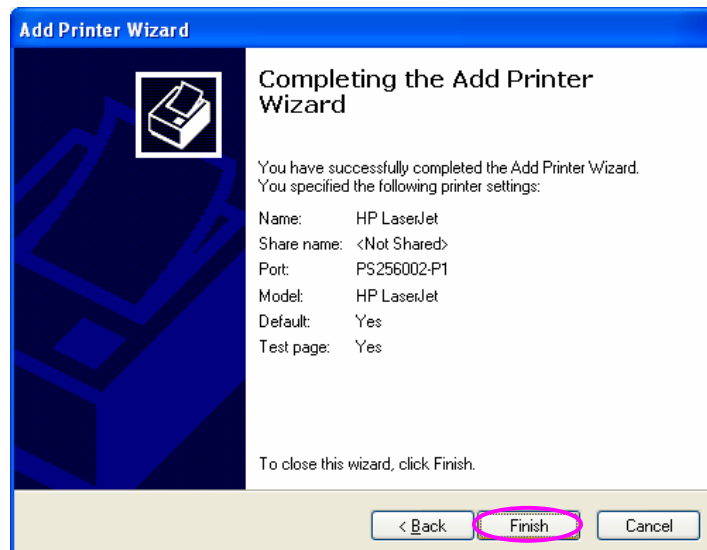 Add Printer Wizard
Completing the Add Printer
Wizard
You have successfully completed the Add Printer Wizard.
You specified the following printer settings:
Name: HP LaserJet
Share name: <Not Shared>
Port: PS256002-P1
Model: HP LaserJet
Default: Yes
Test page: Yes
To close this wizard, click Finish.
< Back Finish Cancel